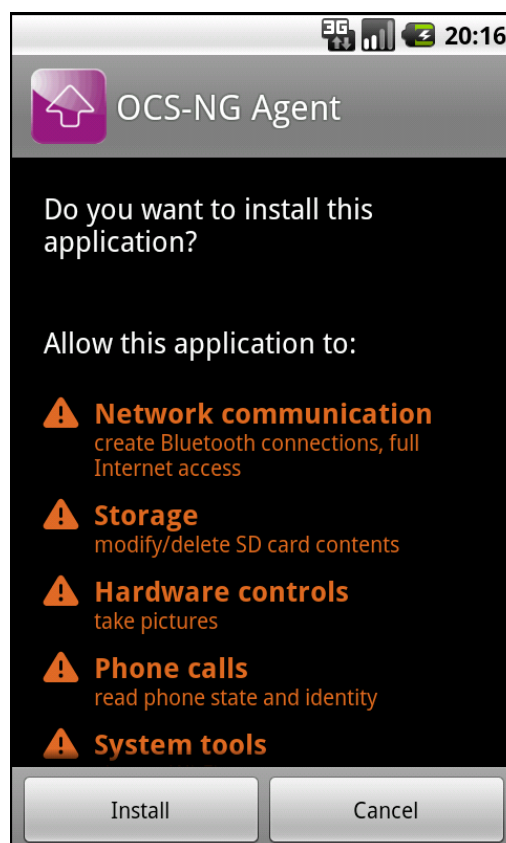 3G 20:16
OCS-NG Agent
Do you want to install this
application?
Allow this application to:
Network communication
create Bluetooth connections, full
Internet access
Storage
modify/delete SD card contents
Hardware controls
take pictures
Phone calls
read phone state and identity
System tools
Install Cancel